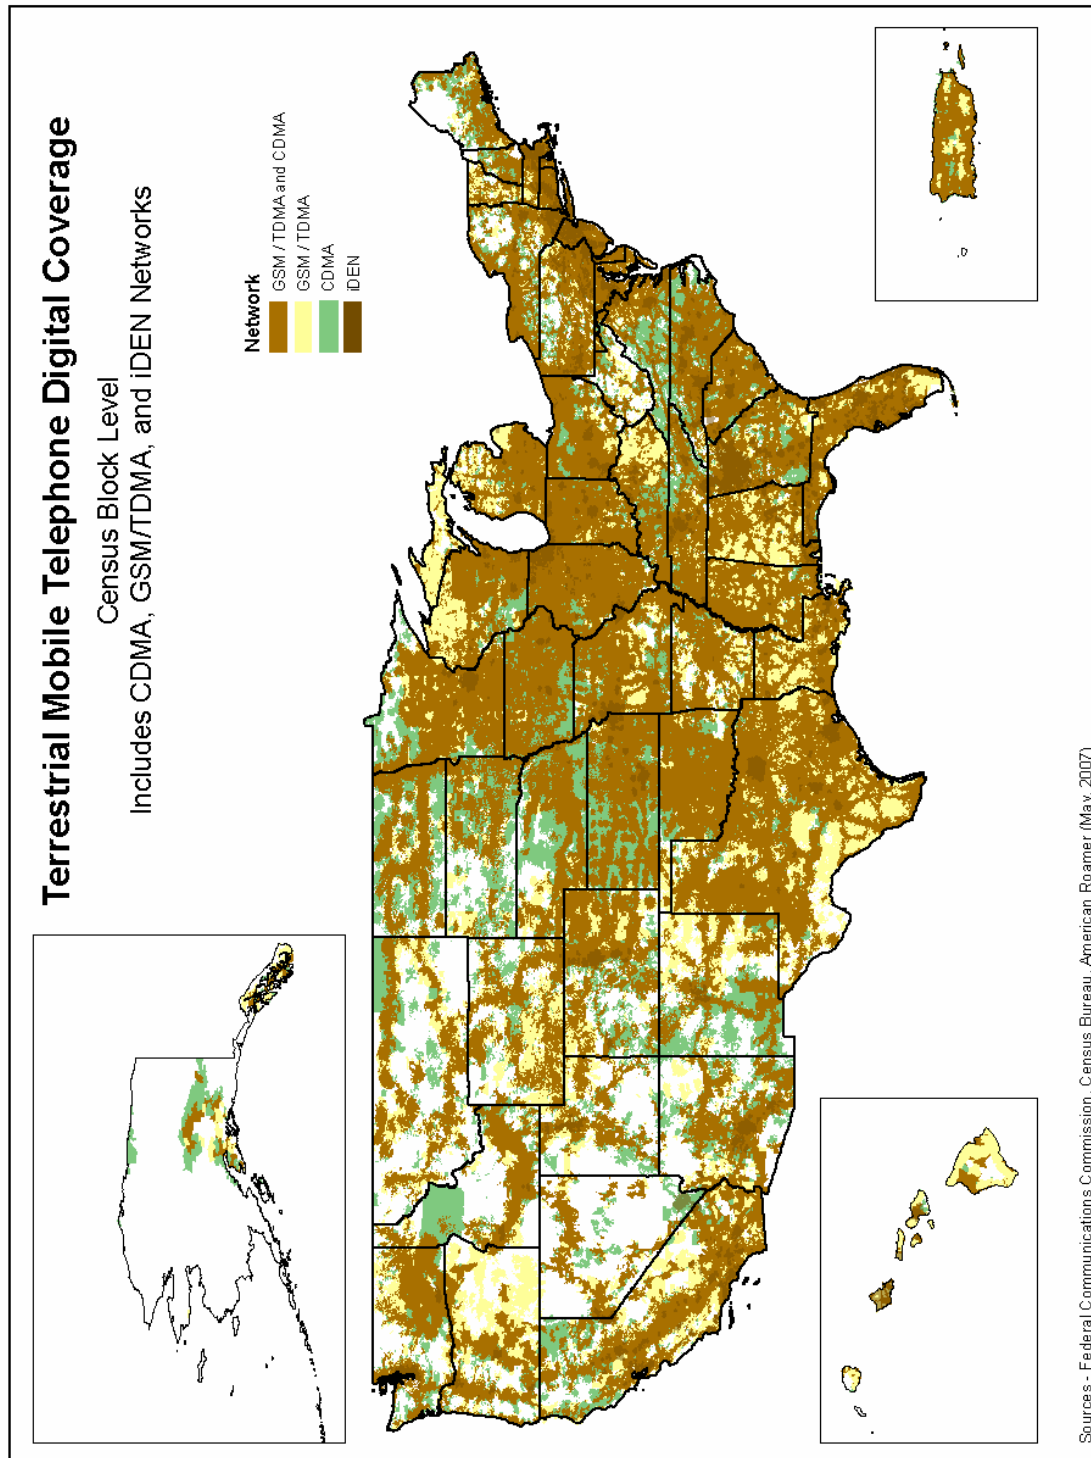 Terrestrial Mobile Telephone Digital Coverage
Census Block Level
Includes CDMA, GSM/TDMA, and iDEN Networks
Network
GSM / TDMA and CDMA
GSM / TDMA
CDMA
iDEN
Sources - Federal Communications Commission, Census Bureau, American Roamer (May, 2007)